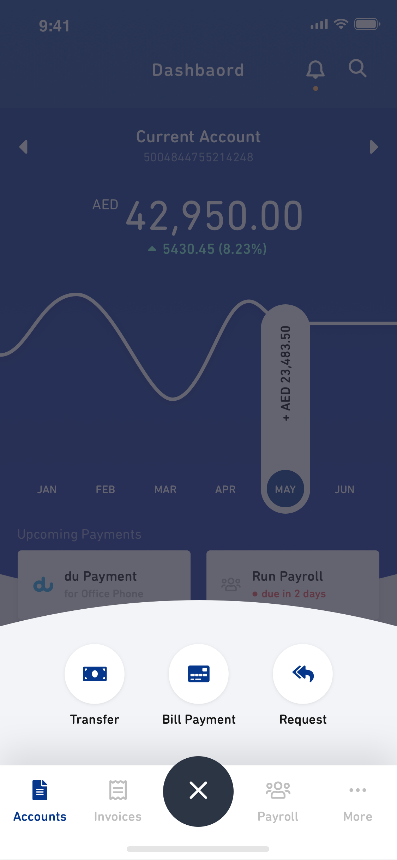 9:41
Dashbaord
Current Account
5004844755214248
AED 42,950.00
5430.45 (8.23%)
+ AED 23,483.50
JAN FEB MAR APR MAY JUN
Upcoming Payments
du du Payment
for Office Phone
Run Payroll
• due in 2 days
Transfer Bill Payment Request
Accounts Invoices Payroll More